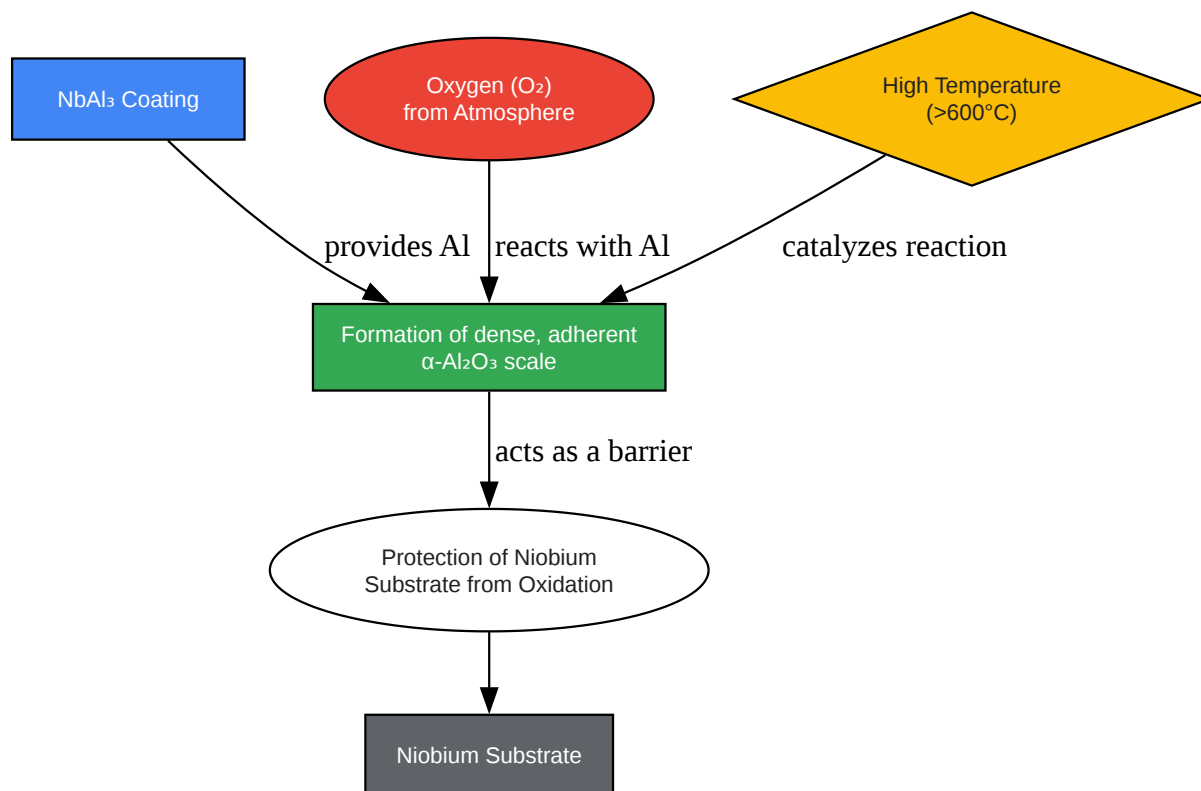 NbAl₃ Coating
Oxygen (O₂)
from Atmosphere
High Temperature
(>600°C)
provides Al
reacts with Al
catalyzes reaction
Formation of dense, adherent
α-Al₂O₃ scale
acts as a barrier
Protection of Niobium
Substrate from Oxidation
Niobium Substrate